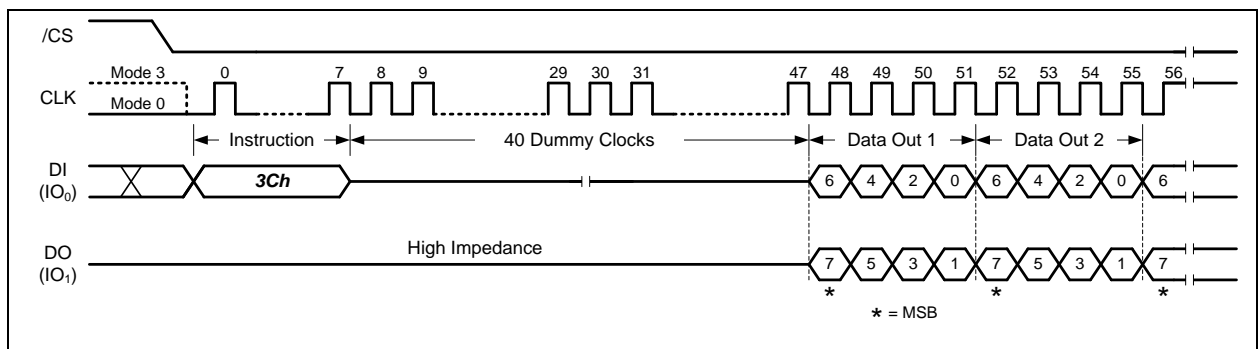 /CS
Mode 3 0 7 8 9 29 30 31 47 48 49 50 51 52 53 54 55 56
CLK
Mode 0
Instruction 40 Dummy Clocks Data Out 1 Data Out 2
DI
(IO₀)
3Ch 6 4 2 0 6 4 2 0 6
High Impedance
DO
(IO₁)
7 5 3 1 7 5 3 1 7
* * *
* = MSB